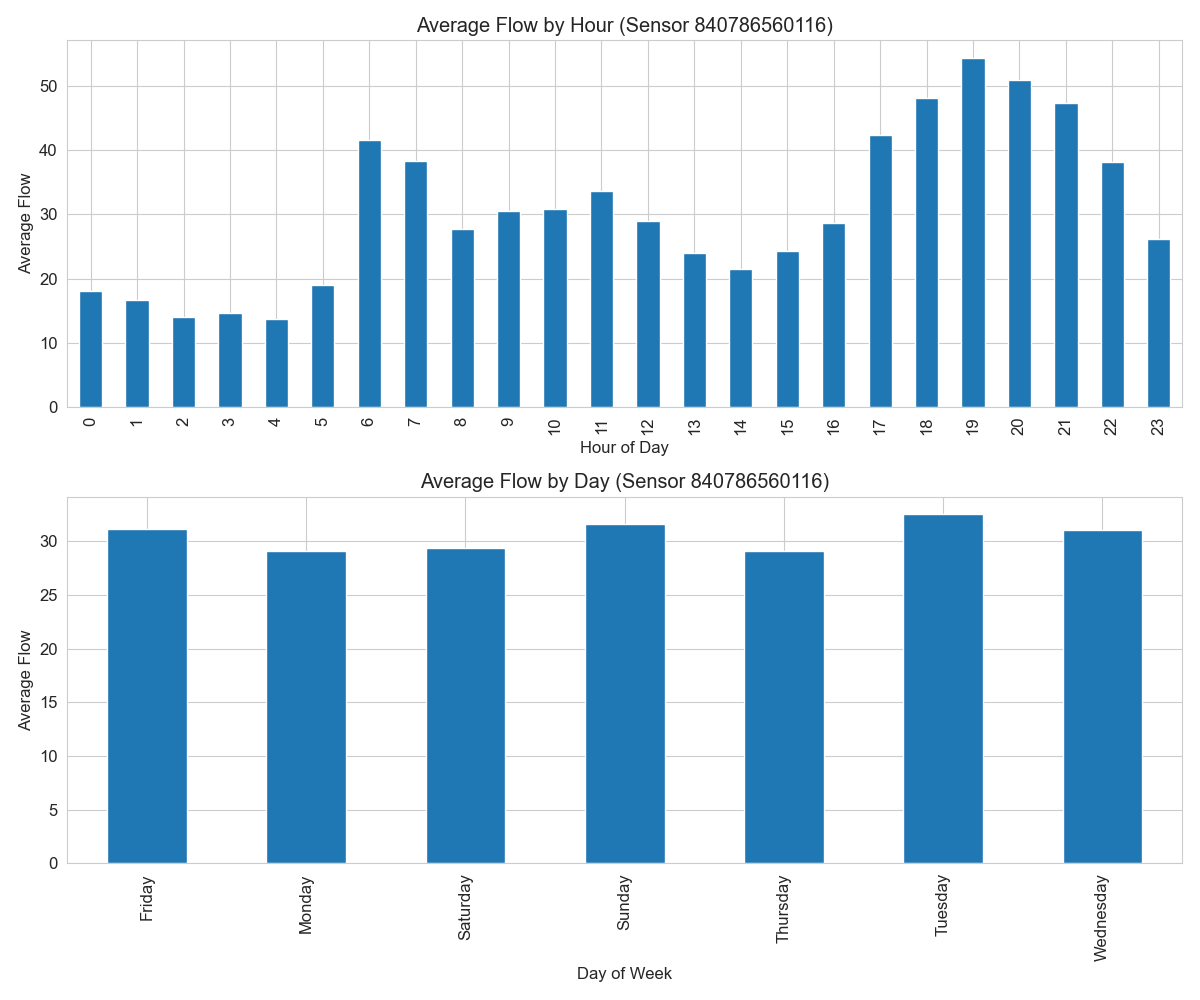 Average Flow by Hour (Sensor 840786560116)
Average Flow
50
40
30
20
10
0
0 1 2 3 4 5 6 7 8 9 10 11 12 13 14 15 16 17 18 19 20 21 22 23
Hour of Day
Average Flow by Day (Sensor 840786560116)
Average Flow
30
25
20
15
10
5
0
Friday Monday Saturday Sunday Thursday Tuesday Wednesday
Day of Week